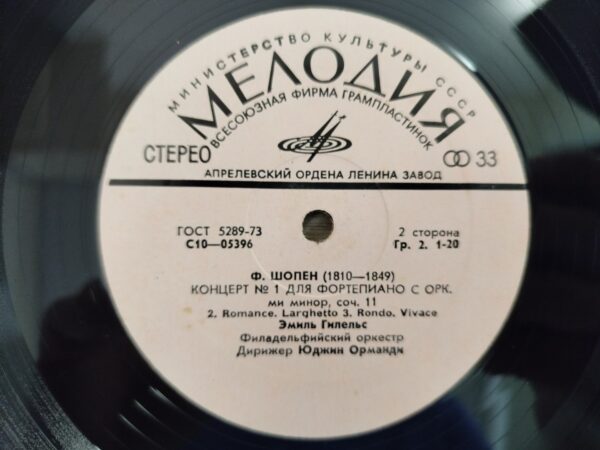 МИНИСТЕРСТВО КУЛЬТУРЫ СССР
МЕЛОДИЯ
ВСЕСОЮЗНАЯ ФИРМА ГРАМПЛАСТИНОК
СТЕРЕО
33
АПРЕЛЕВСКИЙ ОРДЕНА ЛЕНИНА ЗАВОД
ГОСТ 5289-73
С10—05396
2 сторона
Гр. 2. 1-20
Ф. ШОПЕН (1810—1849)
КОНЦЕРТ № 1 ДЛЯ ФОРТЕПИАНО С ОРК.
ми минор, соч. 11
2. Romance. Larghetto 3. Rondo. Vivace
Эмиль Гилельс
Филадельфийский оркестр
Дирижер Юджин Орманди